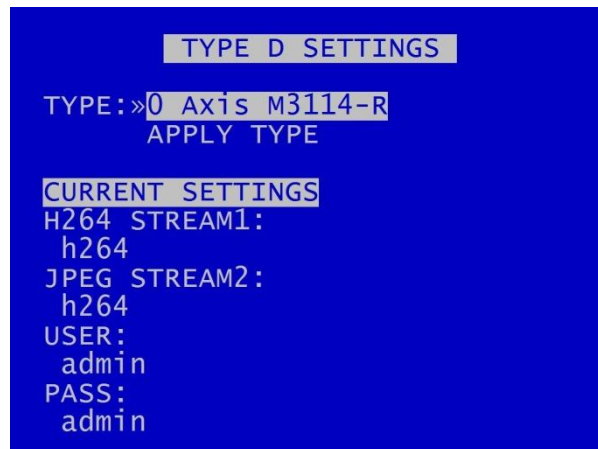 TYPE D SETTINGS
TYPE:»0 Axis M3114-R
APPLY TYPE
CURRENT SETTINGS
H264 STREAM1:
h264
JPEG STREAM2:
h264
USER:
admin
PASS:
admin